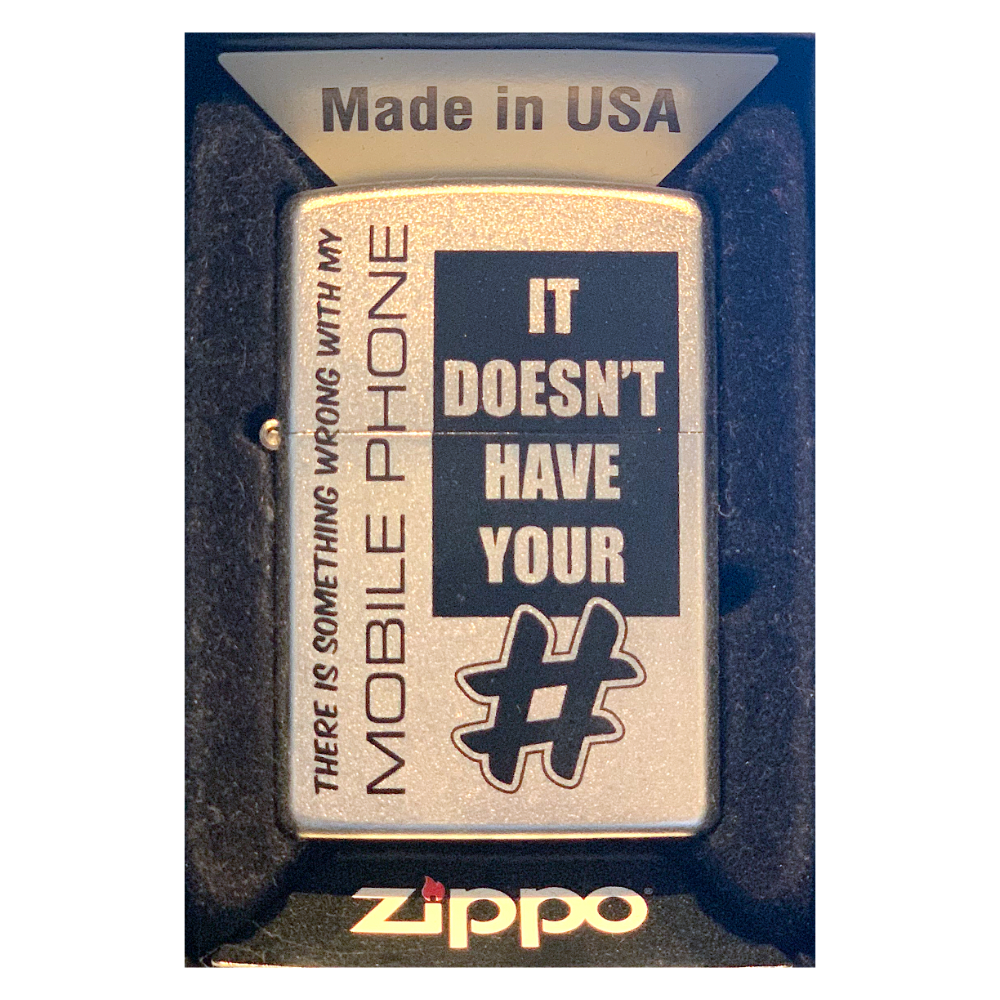 Made in USA
THERE IS SOMETHING WRONG WITH MY
MOBILE PHONE
IT
DOESN'T
HAVE
YOUR
#
zippo